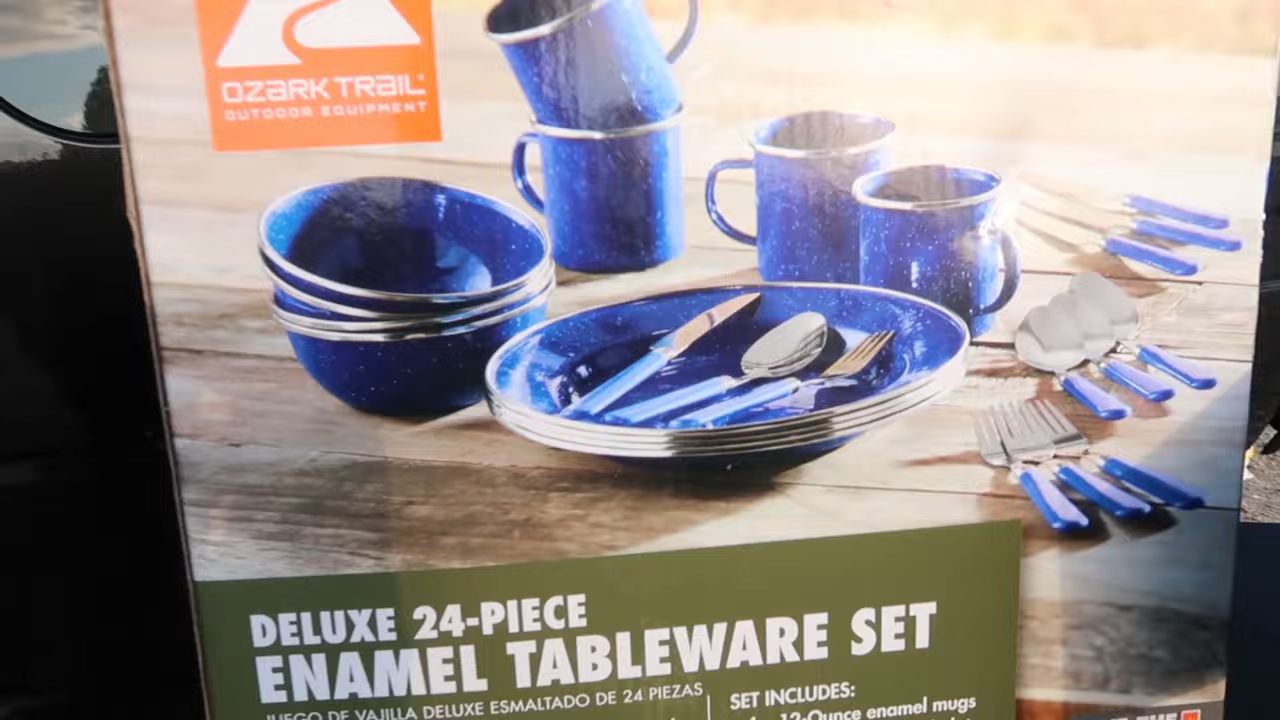 OZARK TRAIL®
OUTDOOR EQUIPMENT
DELUXE 24-PIECE
ENAMEL TABLEWARE SET
JUEGO DE VAJILLA DELUXE ESMALTADO DE 24 PIEZAS
SET INCLUDES:
12-Ounce enamel mugs